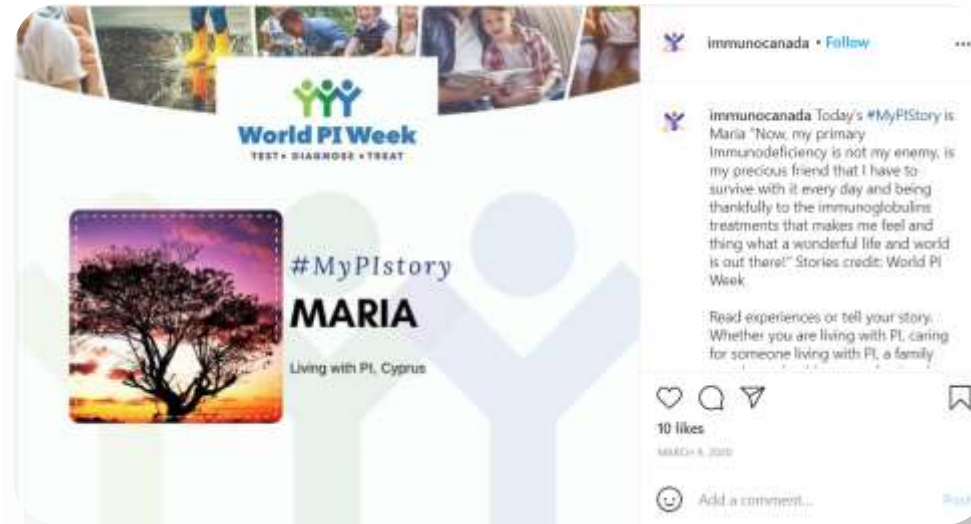 World PI Week
TEST • DIAGNOSE • TREAT
#MyPIstory
MARIA
Living with PI, Cyprus
immunocanada • Follow
immunocanada Today's #MyPIStory is
Maria "Now, my primary
Immunodeficiency is not my enemy, is
my precious friend that I have to
survive with it every day and being
thankfully to the immunoglobulins
treatments that makes me feel and
thing what a wonderful life and world
is out there!" Stories credit: World PI
Week
Read experiences or tell your story.
Whether you are living with PI, caring
for someone living with PI, a family
10 likes
MARCH 9, 2020
Add a comment...
Post